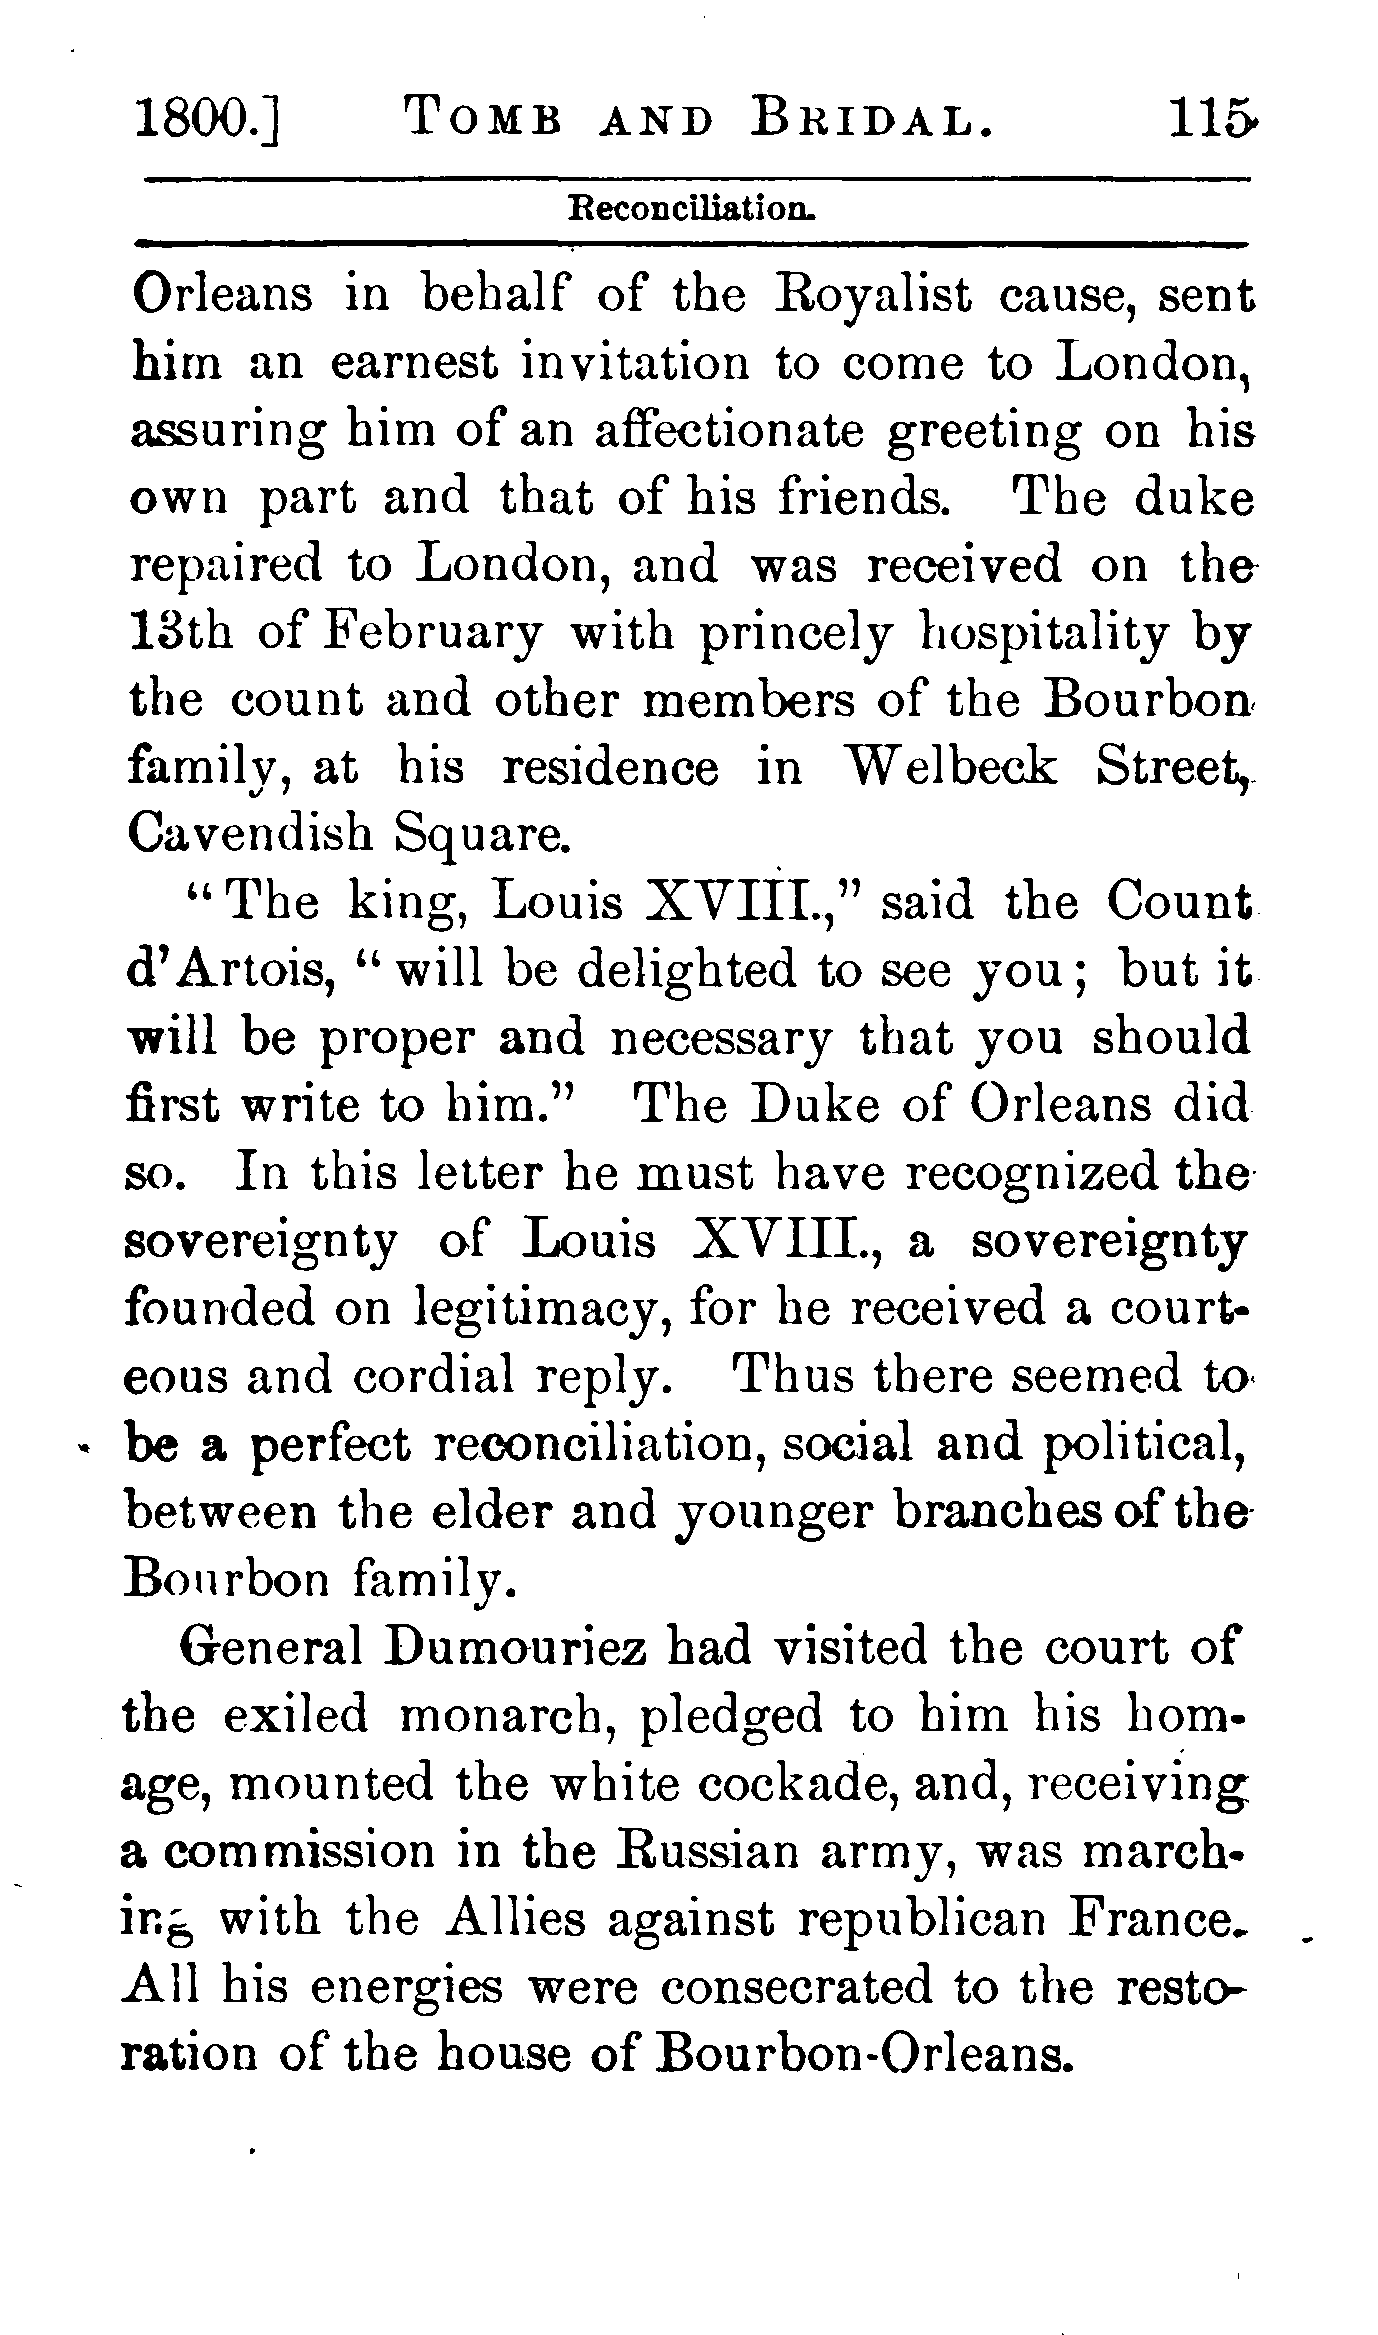 1800.] TOMB AND BRIDAL. 115
Reconciliation.
Orleans in behalf of the Royalist cause, sent
him an earnest invitation to come to London,
assuring him of an affectionate greeting on his
own part and that of his friends. The duke
repaired to London, and was received on the
13th of February with princely hospitality by
the count and other members of the Bourbon
family, at his residence in Welbeck Street,
Cavendish Square.
“The king, Louis XVIII.,” said the Count
d'Artois, “will be delighted to see you; but it
will be proper and necessary that you should
first write to him.” The Duke of Orleans did
so. In this letter he must have recognized the
sovereignty of Louis XVIII., a sovereignty
founded on legitimacy, for he received a court-
eous and cordial reply. Thus there seemed to
be a perfect reconciliation, social and political,
between the elder and younger branches of the
Bourbon family.
General Dumouriez had visited the court of
the exiled monarch, pledged to him his hom-
age, mounted the white cockade, and, receiving
a commission in the Russian army, was march-
ing with the Allies against republican France.
All his energies were consecrated to the resto-
ration of the house of Bourbon-Orleans.